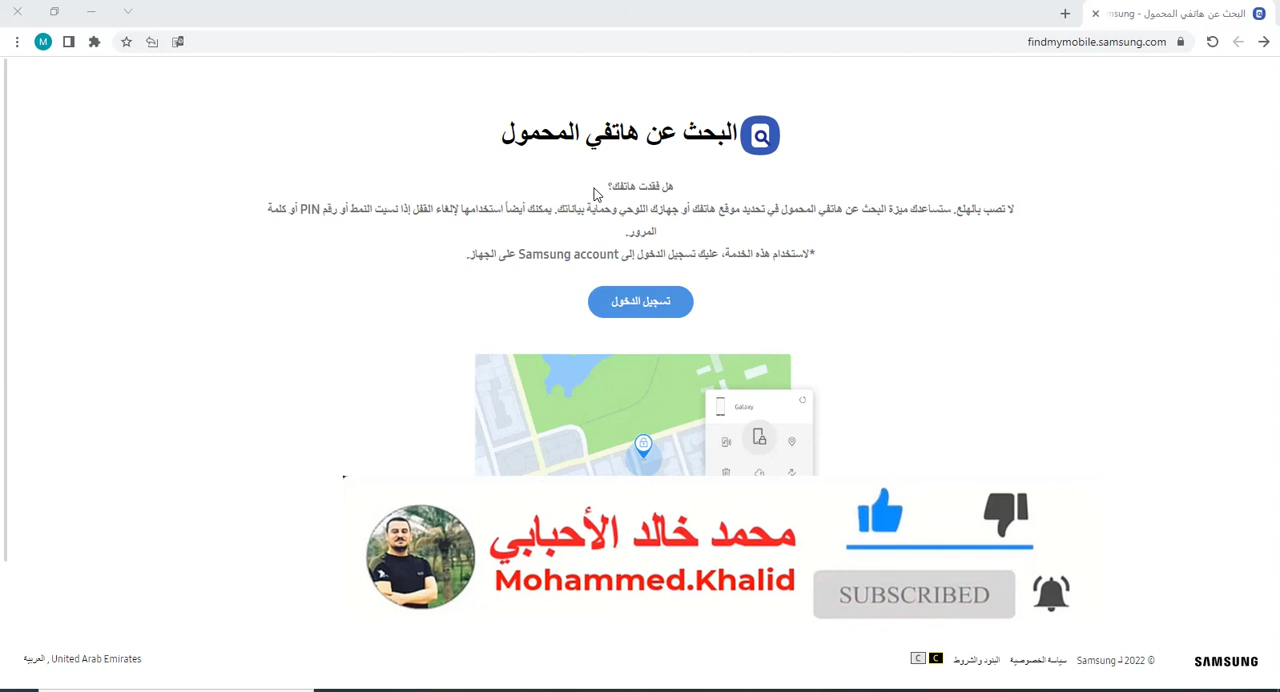 البحث عن هاتفي المحمول - msung
findmymobile.samsung.com
M
البحث عن هاتفي المحمول
هل فقدت هاتفك؟
لا تصب بالهلع. ستساعدك ميزة البحث عن هاتفي المحمول في تحديد موقع هاتفك أو جهازك اللوحي وحماية بياناتك. يمكنك أيضاً استخدامها لإلغاء القفل إذا نسيت النمط أو رقم PIN أو كلمة
المرور.
*لاستخدام هذه الخدمة، عليك تسجيل الدخول إلى Samsung account على الجهاز.
تسجيل الدخول
Galaxy
محمد خالد الأحبابي
Mohammed.Khalid
SUBSCRIBED
العربية , United Arab Emirates
C C
البنود والشروط
سياسة الخصوصية
© 2022 لـ Samsung
SAMSUNG